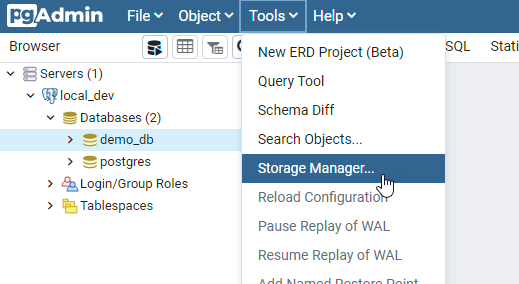 pgAdmin File Object Tools Help
Browser SQL Stati
Servers (1)
local_dev
Databases (2)
demo_db
postgres
Login/Group Roles
Tablespaces
New ERD Project (Beta)
Query Tool
Schema Diff
Search Objects...
Storage Manager...
Reload Configuration
Pause Replay of WAL
Resume Replay of WAL
Add Named Restore Point